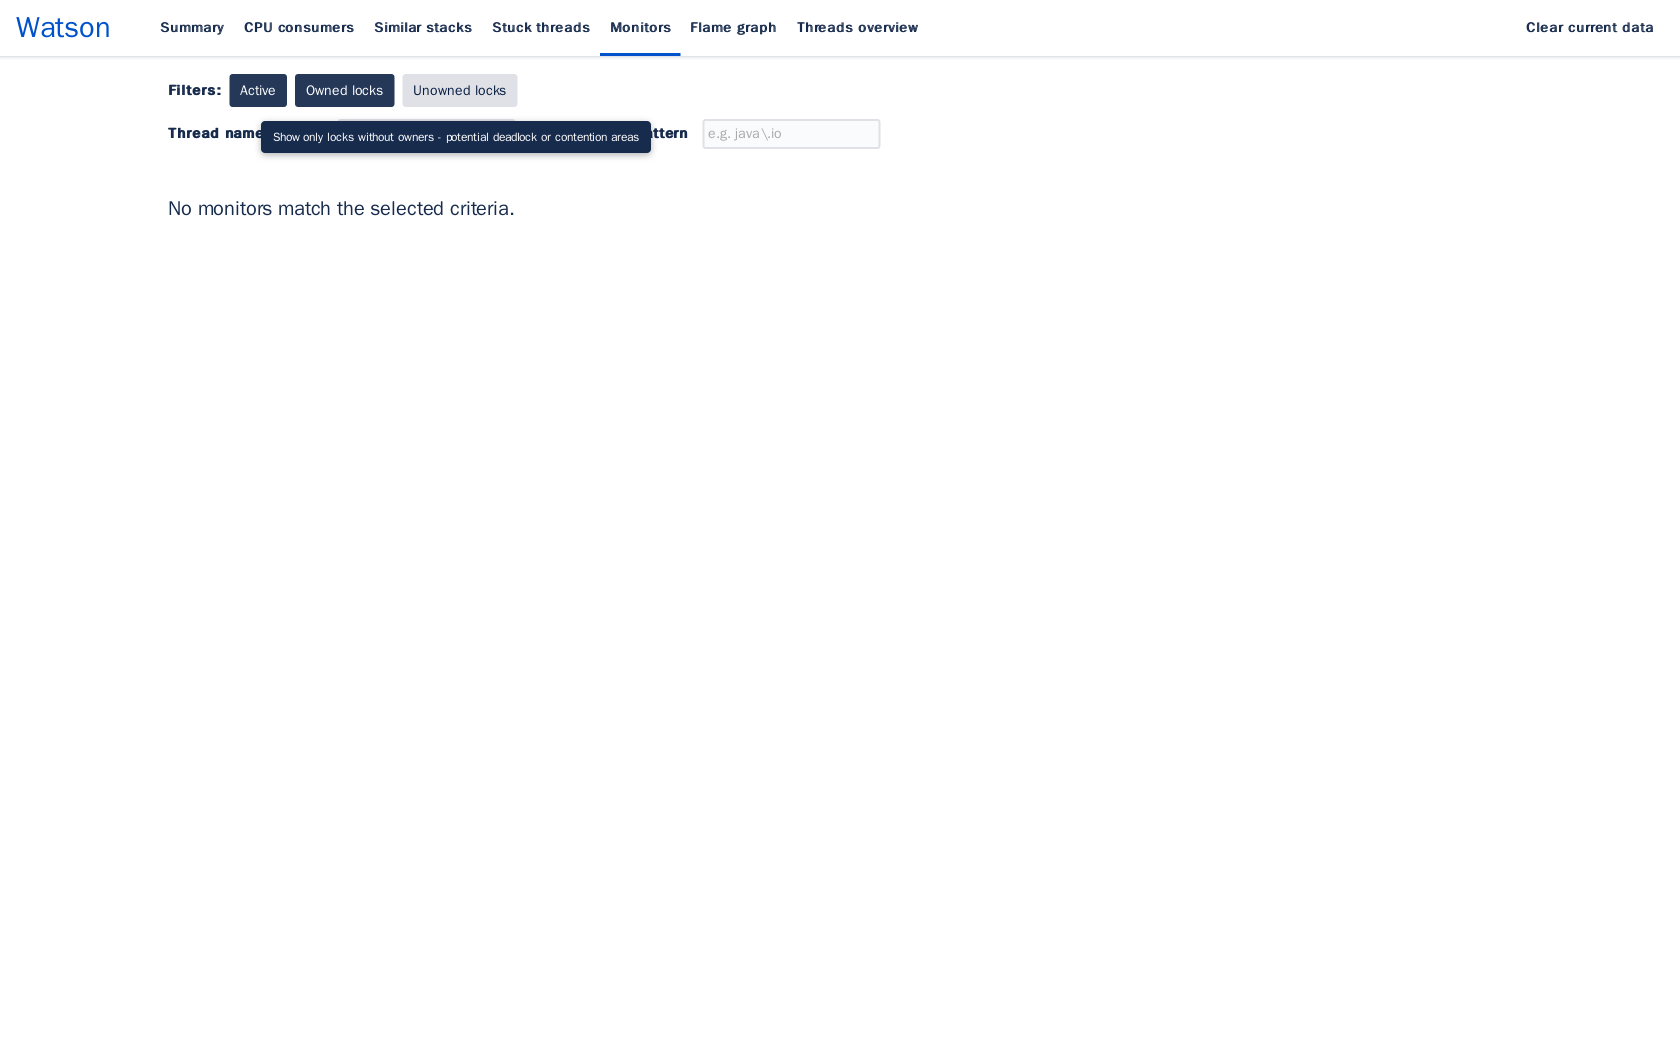 Watson Summary CPU consumers Similar stacks Stuck threads Monitors Flame graph Threads overview Clear current data
Filters: Active Owned locks Unowned locks
Thread name e.g. java\.io
Show only locks without owners - potential deadlock or contention areas
No monitors match the selected criteria.